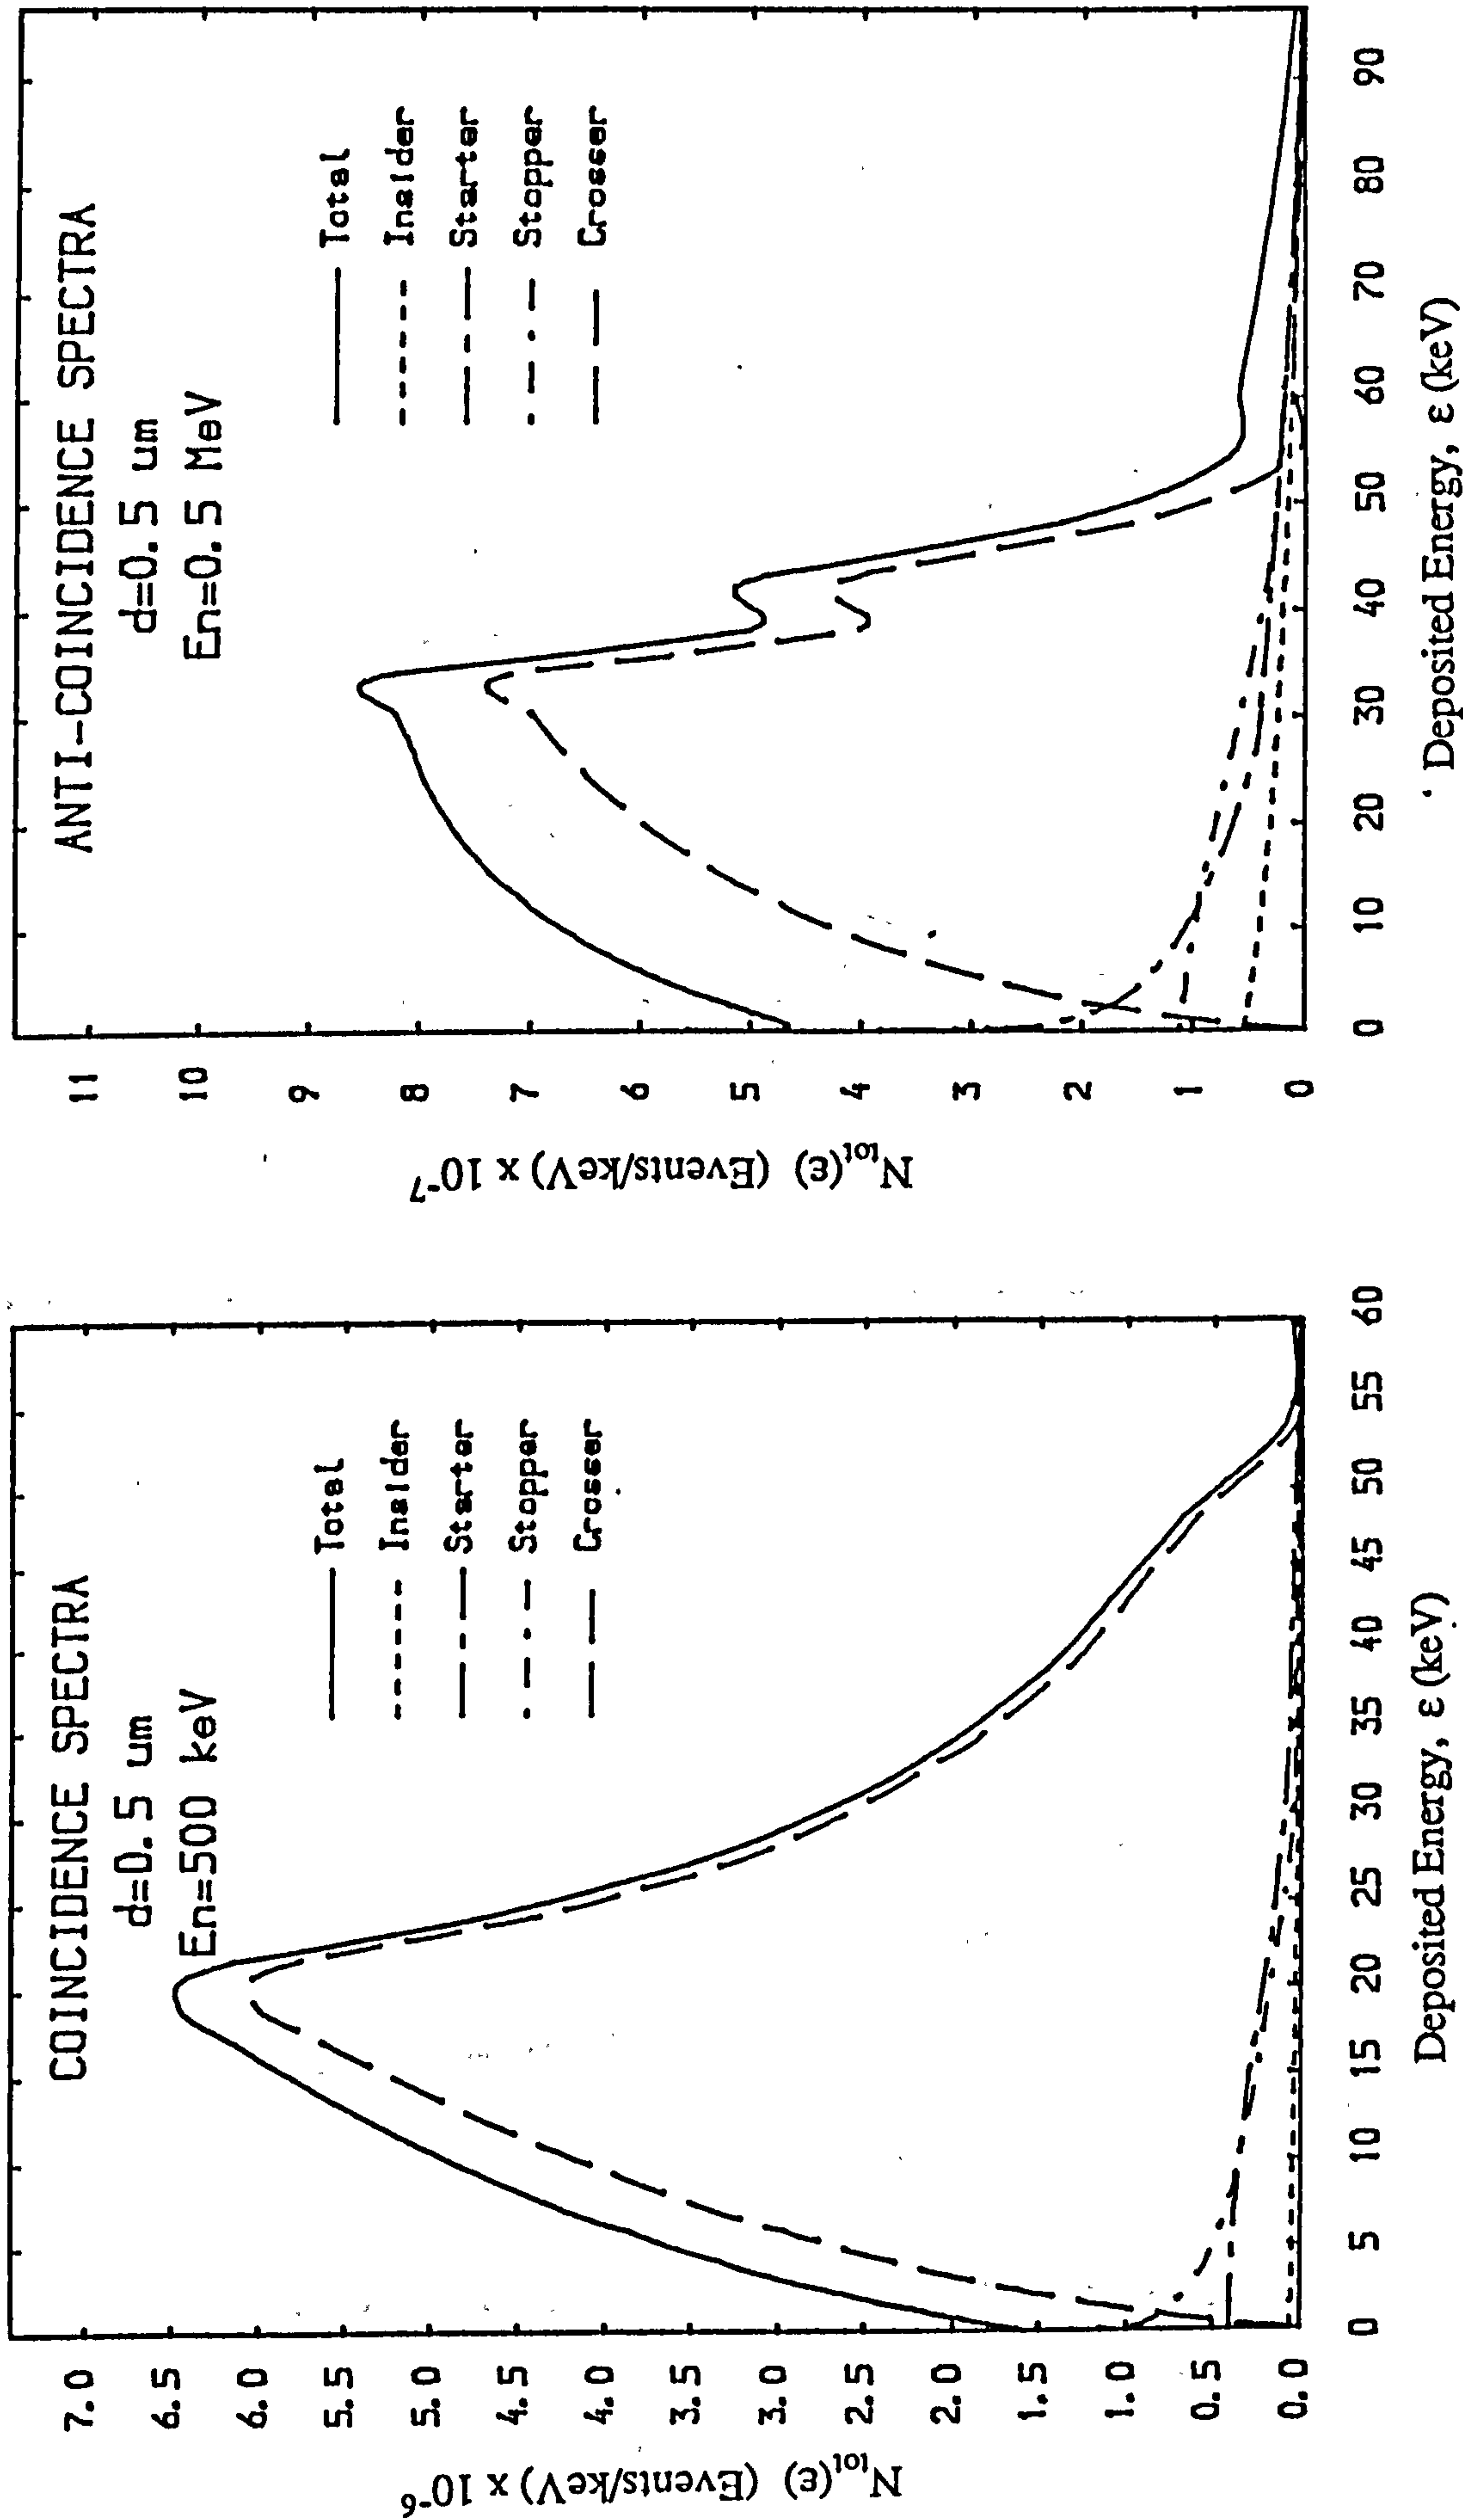 COINCIDENCE SPECTRA
d=0.5 um
En=500 keV
Total
Insider
Starter
Stopper
Crosser
7.0
6.5
6.0
5.5
5.0
4.5
4.0
3.5
3.0
2.5
2.0
1.5
1.0
0.5
0.0
N_tot(ε) (Events/keV) x 10^-6
0 5 10 15 20 25 30 35 40 45 50 55 60
Deposited Energy, ε (keV)
ANTI-COINCIDENCE SPECTRA
d=0.5 um
En=0.5 MeV
Total
Insider
Starter
Stopper
Crosser
11
10
9
8
7
6
5
4
3
2
1
0
N_tot(ε) (Events/keV) x 10^-7
0 10 20 30 40 50 60 70 80 90
Deposited Energy, ε (keV)